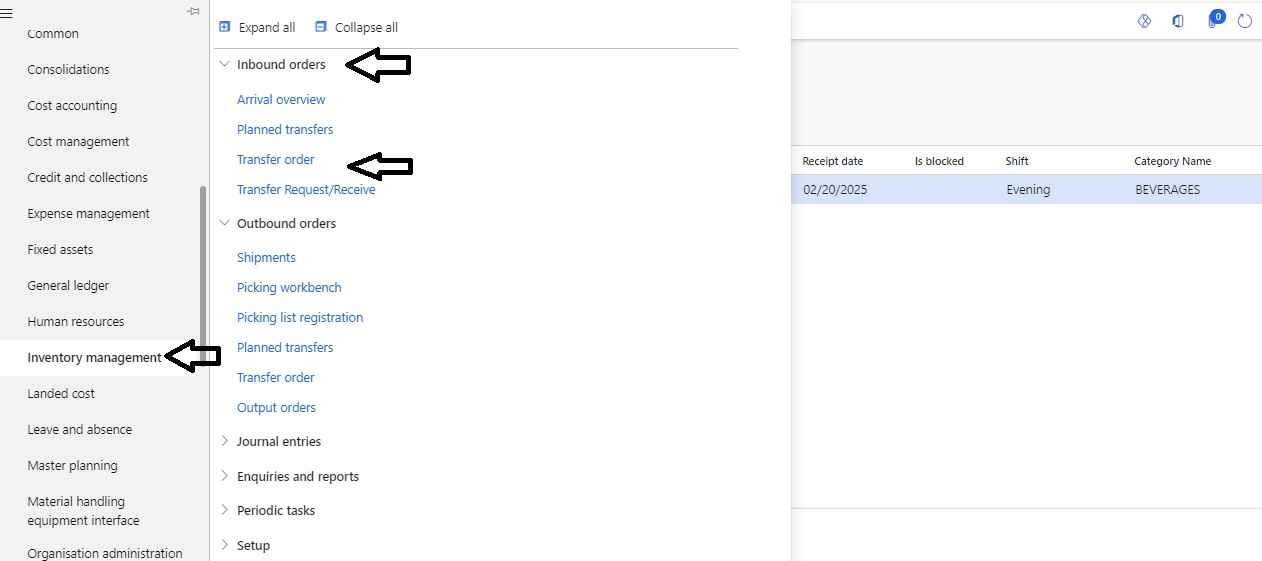 Common
Consolidations
Cost accounting
Cost management
Credit and collections
Expense management
Fixed assets
General ledger
Human resources
Inventory management
Landed cost
Leave and absence
Master planning
Material handling
equipment interface
Organisation administration
Expand all Collapse all
Inbound orders
Arrival overview
Planned transfers
Transfer order
Transfer Request/Receive
Outbound orders
Shipments
Picking workbench
Picking list registration
Planned transfers
Transfer order
Output orders
Journal entries
Enquiries and reports
Periodic tasks
Setup
0
Receipt date Is blocked Shift Category Name
02/20/2025 Evening BEVERAGES